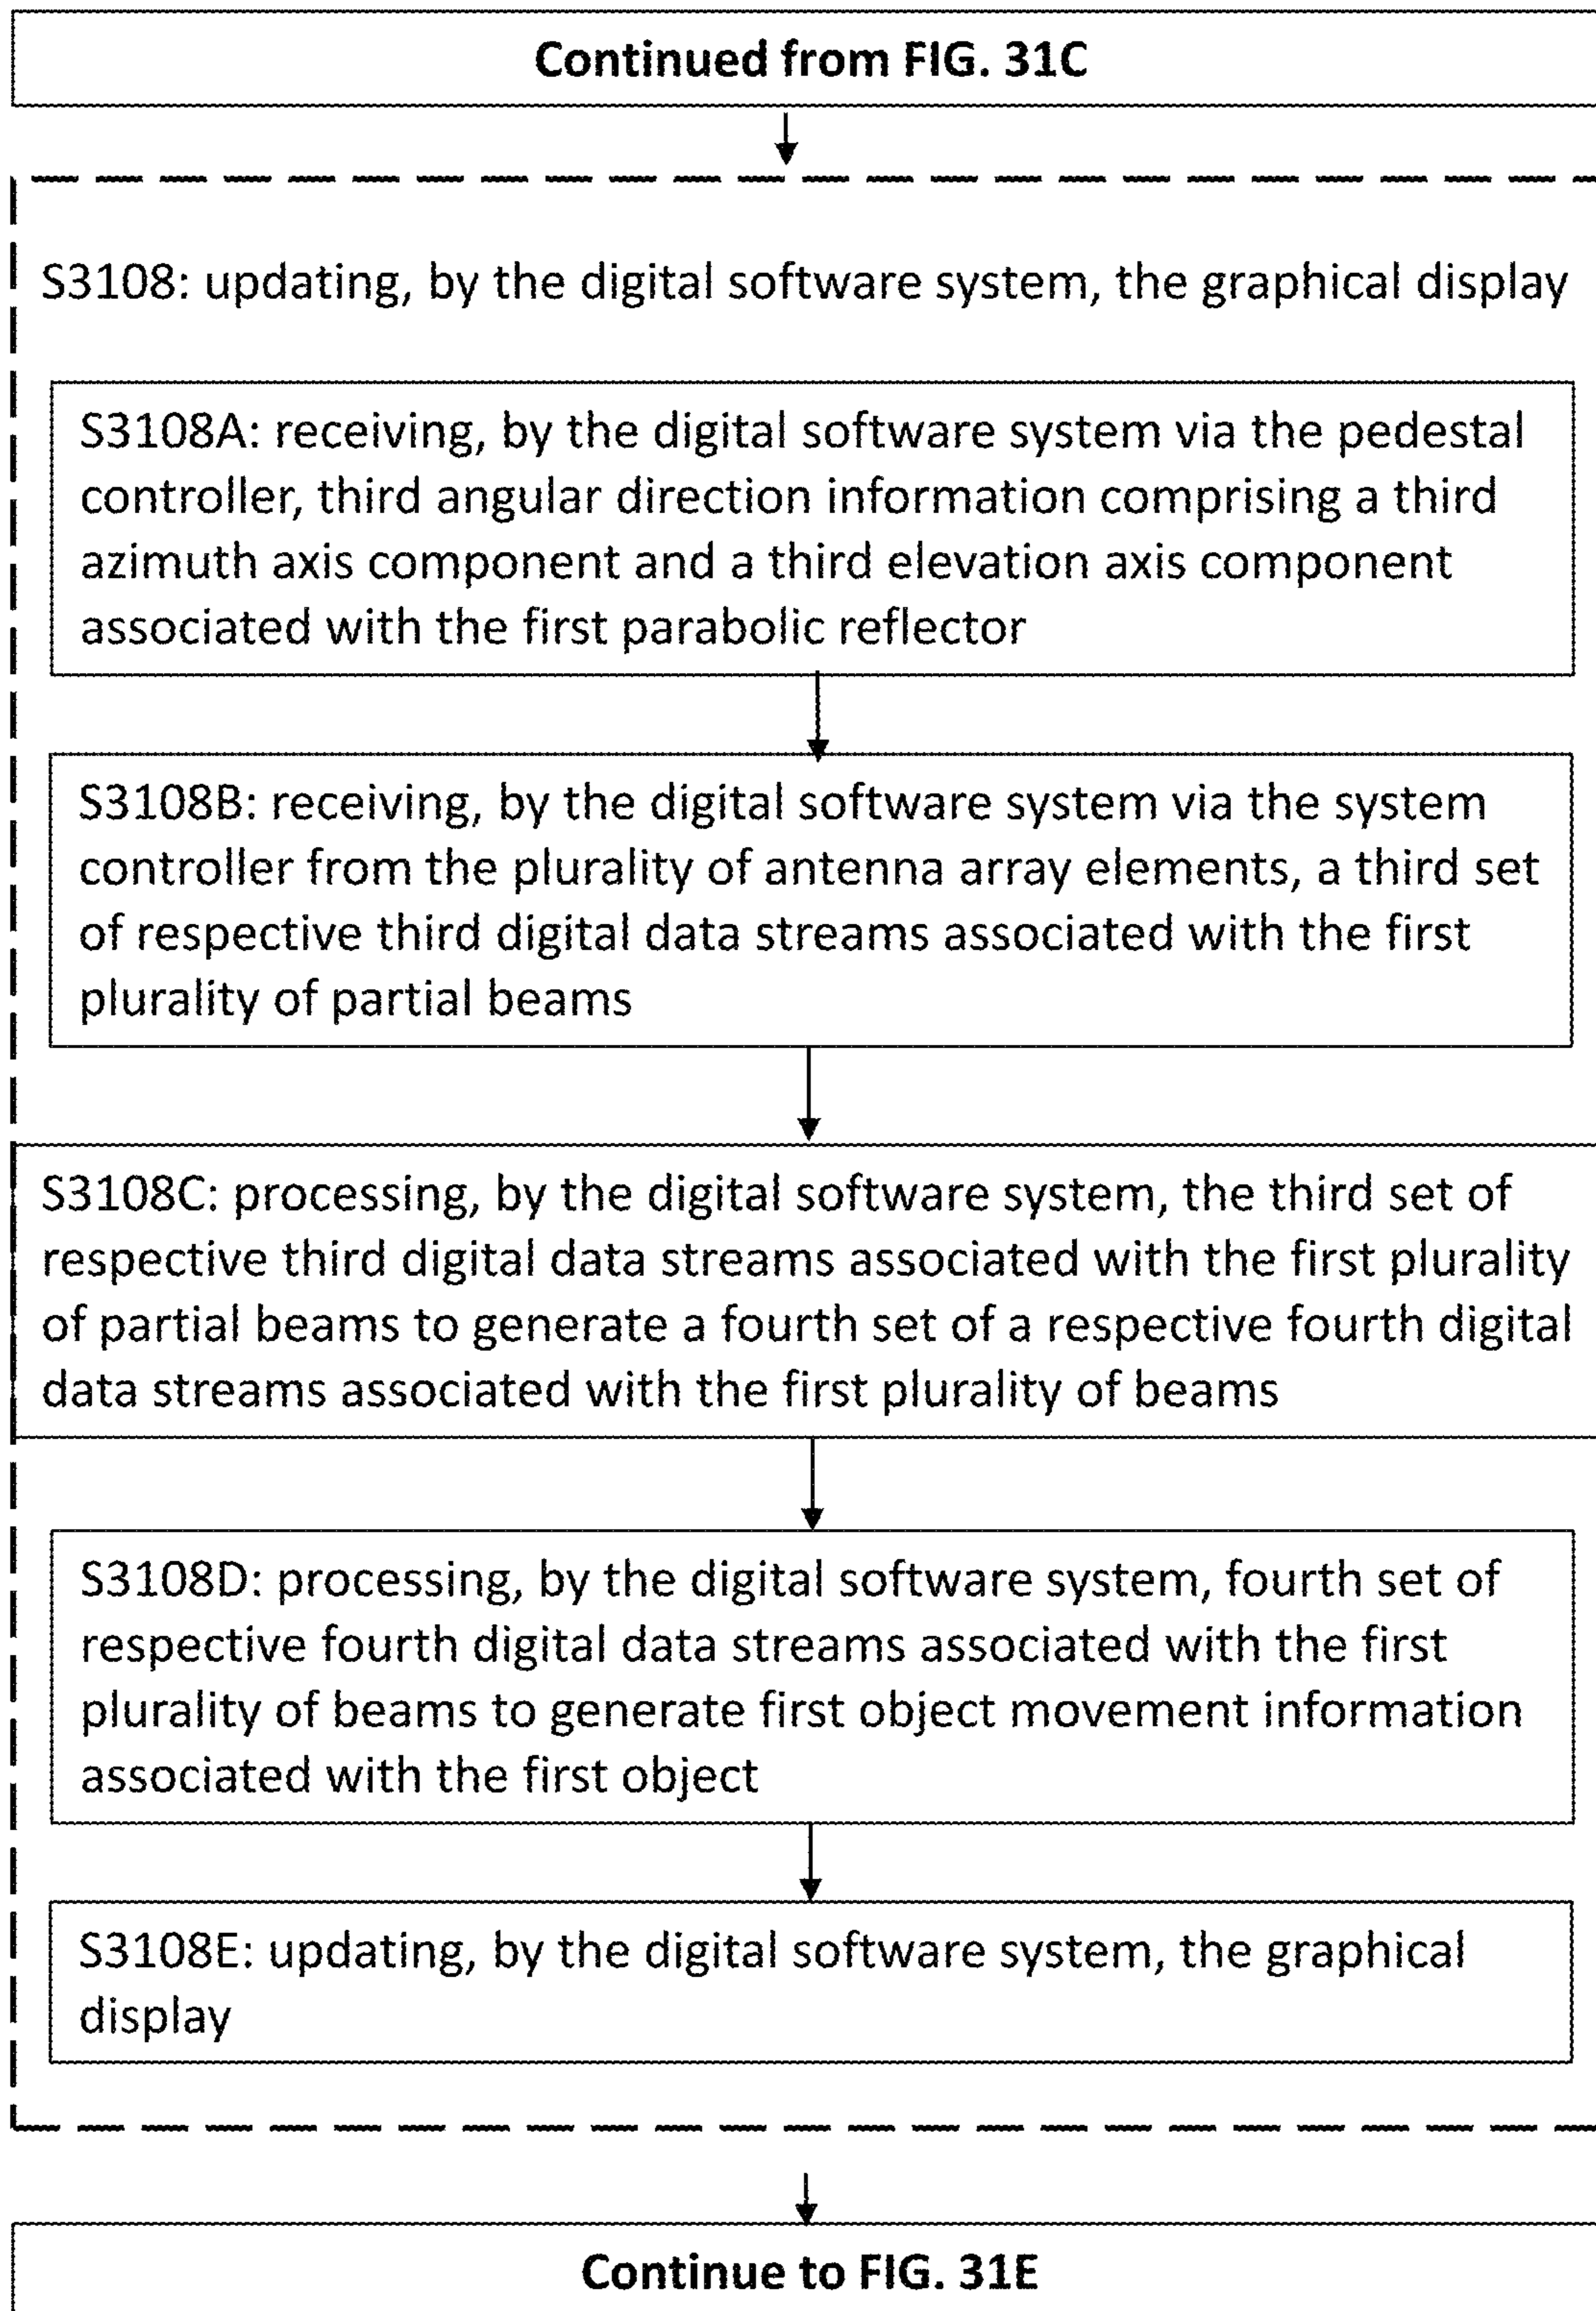 Continued from FIG. 31C
S3108: updating, by the digital software system, the graphical display
S3108A: receiving, by the digital software system via the pedestal
controller, third angular direction information comprising a third
azimuth axis component and a third elevation axis component
associated with the first parabolic reflector
S3108B: receiving, by the digital software system via the system
controller from the plurality of antenna array elements, a third set
of respective third digital data streams associated with the first
plurality of partial beams
S3108C: processing, by the digital software system, the third set of
respective third digital data streams associated with the first plurality
of partial beams to generate a fourth set of a respective fourth digital
data streams associated with the first plurality of beams
S3108D: processing, by the digital software system, fourth set of
respective fourth digital data streams associated with the first
plurality of beams to generate first object movement information
associated with the first object
S3108E: updating, by the digital software system, the graphical
display
Continue to FIG. 31E